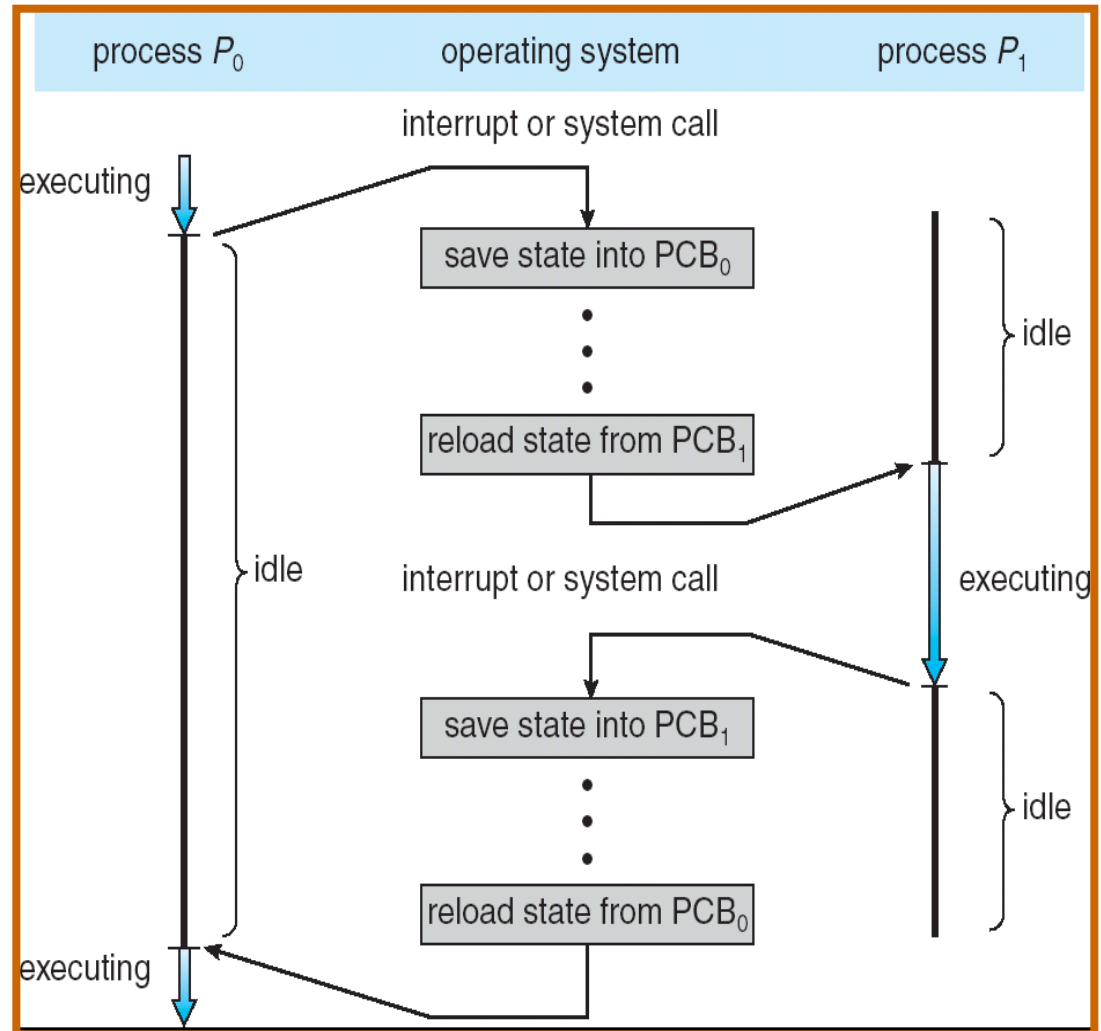 process P₀ operating system process P₁
interrupt or system call
executing
save state into PCB₀
idle
reload state from PCB₁
idle
interrupt or system call
executing
save state into PCB₁
idle
reload state from PCB₀
executing